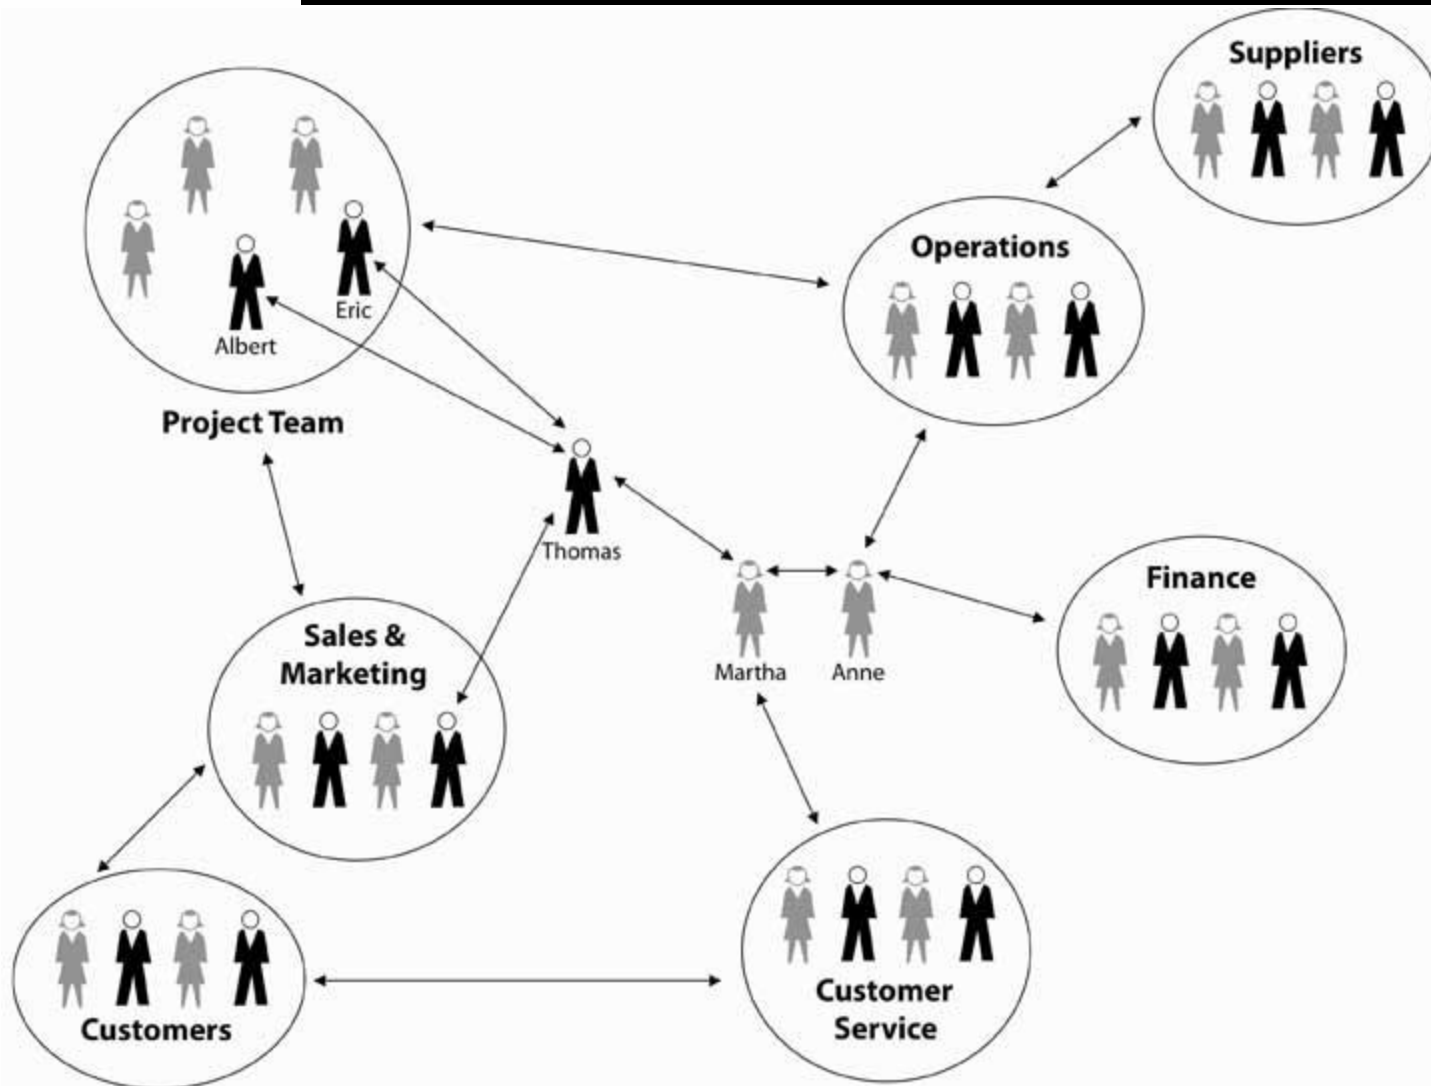 Suppliers
Operations
Eric
Albert
Project Team
Thomas
Sales &
Marketing
Martha
Anne
Finance
Customers
Customer
Service